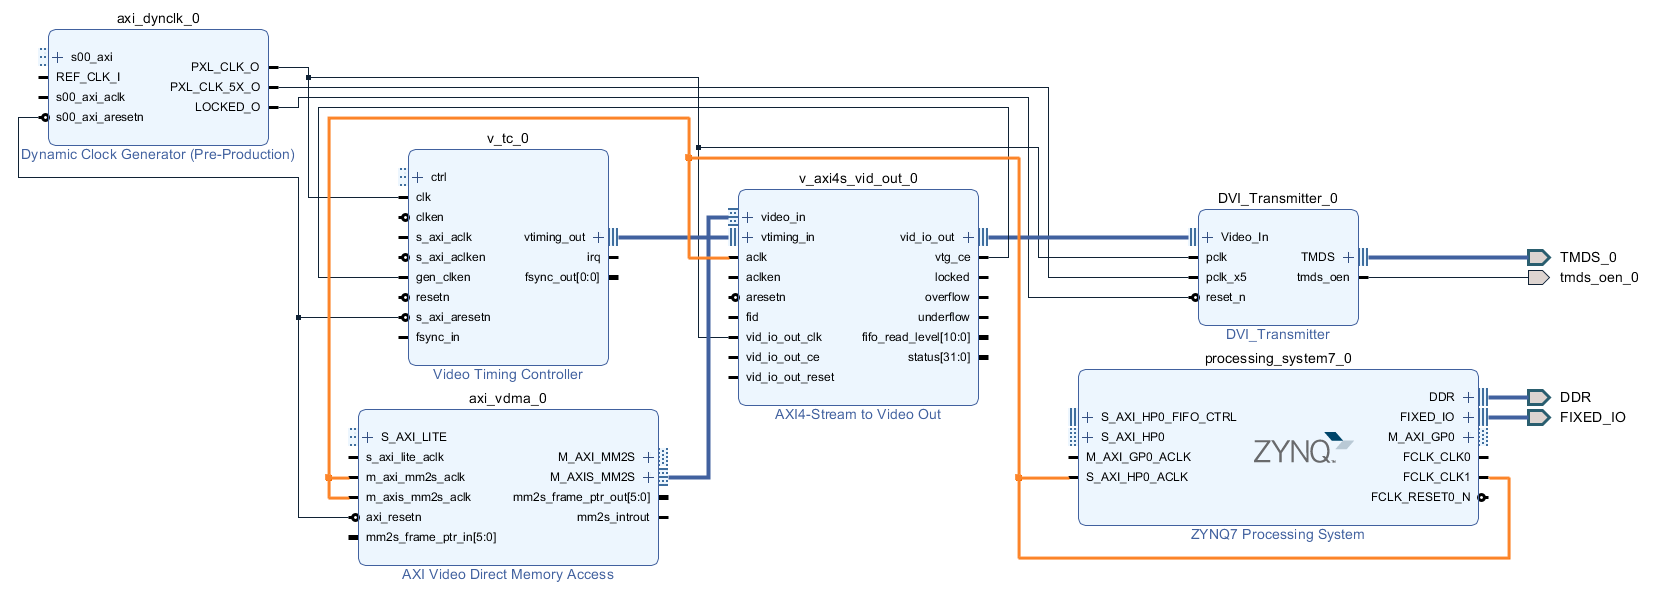 axi_dynclk_0
s00_axi
REF_CLK_I
s00_axi_aclk
s00_axi_aresetn
PXL_CLK_O
PXL_CLK_5X_O
LOCKED_O
Dynamic Clock Generator (Pre-Production)
v_tc_0
ctrl
clk
clken
s_axi_aclk
s_axi_aclken
gen_clken
resetn
s_axi_aresetn
fsync_in
vtiming_out
irq
fsync_out[0:0]
Video Timing Controller
axi_vdma_0
S_AXI_LITE
s_axi_lite_aclk
m_axi_mm2s_aclk
m_axis_mm2s_aclk
axi_resetn
mm2s_frame_ptr_in[5:0]
M_AXI_MM2S
M_AXIS_MM2S
mm2s_frame_ptr_out[5:0]
mm2s_introut
AXI Video Direct Memory Access
v_axi4s_vid_out_0
video_in
vtiming_in
aclk
aclken
aresetn
fid
vid_io_out_clk
vid_io_out_ce
vid_io_out_reset
vid_io_out
vtg_ce
locked
overflow
underflow
fifo_read_level[10:0]
status[31:0]
AXI4-Stream to Video Out
DVI_Transmitter_0
Video_In
pclk
pclk_x5
reset_n
TMDS
tmds_oen
DVI_Transmitter
TMDS_0
tmds_oen_0
processing_system7_0
S_AXI_HP0_FIFO_CTRL
S_AXI_HP0
M_AXI_GP0_ACLK
S_AXI_HP0_ACLK
ZYNQ
DDR
FIXED_IO
M_AXI_GP0
FCLK_CLK0
FCLK_CLK1
FCLK_RESET0_N
ZYNQ7 Processing System
DDR
FIXED_IO